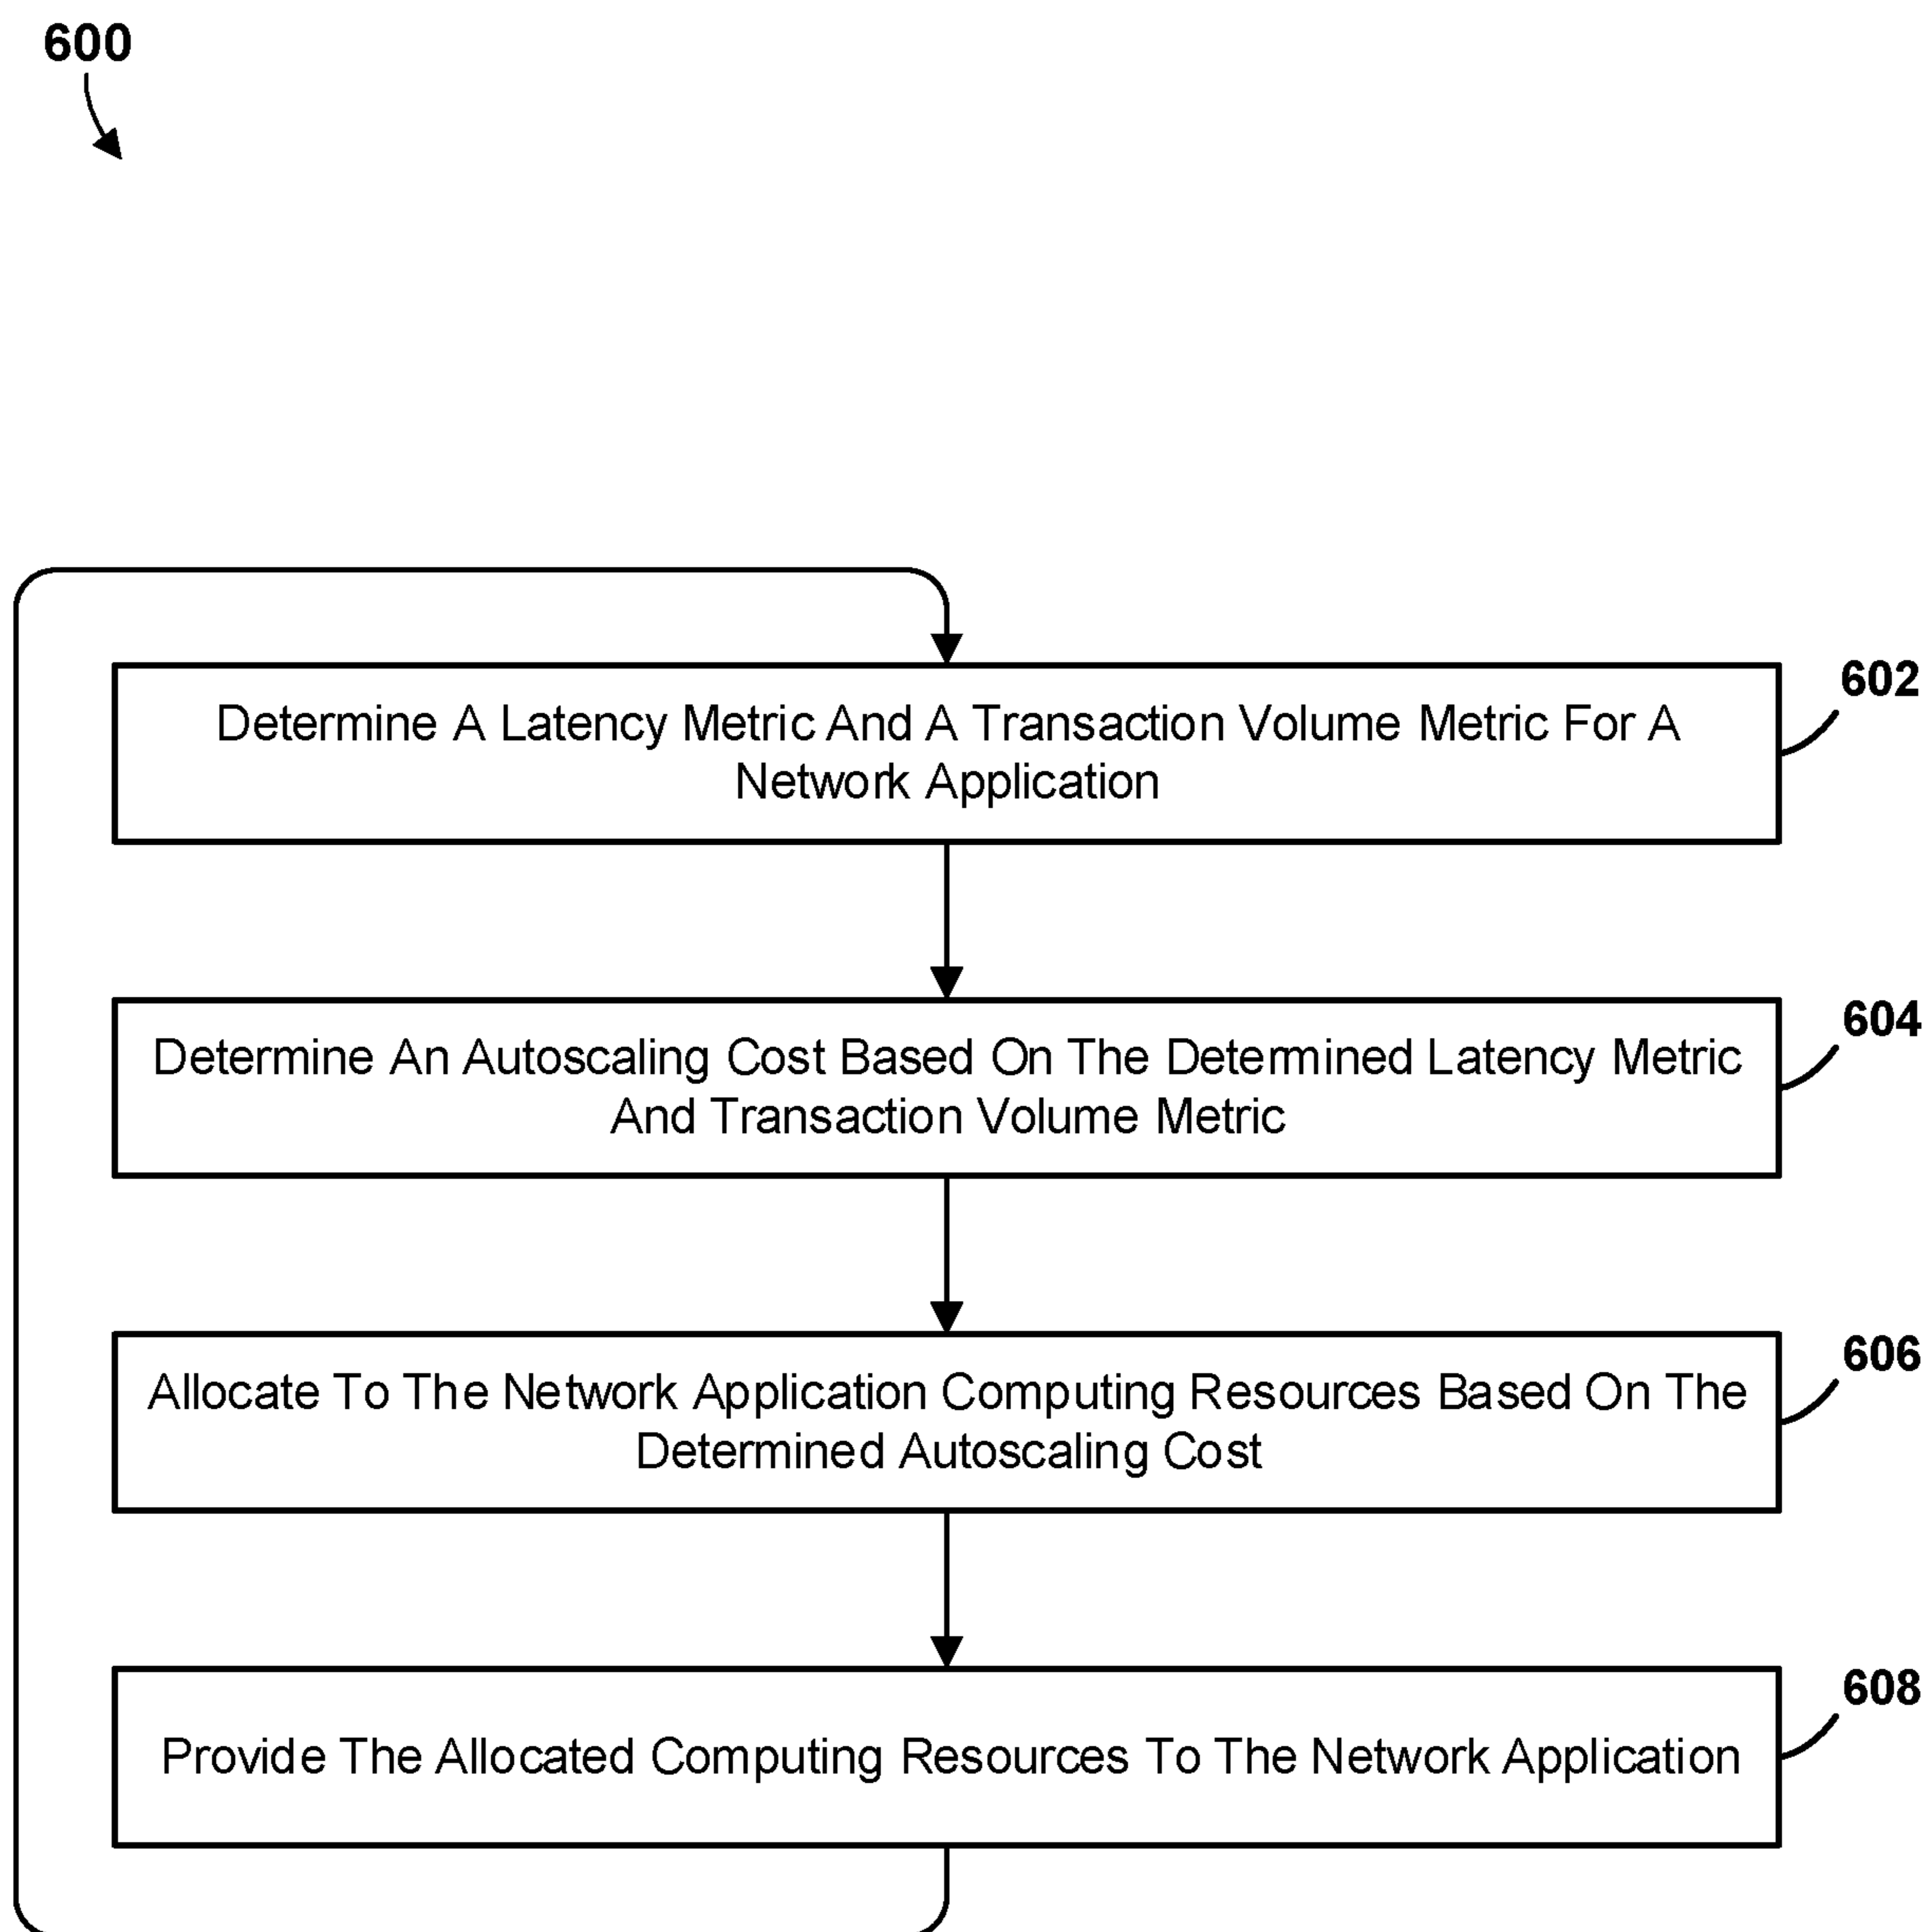 600
602
Determine A Latency Metric And A Transaction Volume Metric For A
Network Application
604
Determine An Autoscaling Cost Based On The Determined Latency Metric
And Transaction Volume Metric
606
Allocate To The Network Application Computing Resources Based On The
Determined Autoscaling Cost
608
Provide The Allocated Computing Resources To The Network Application